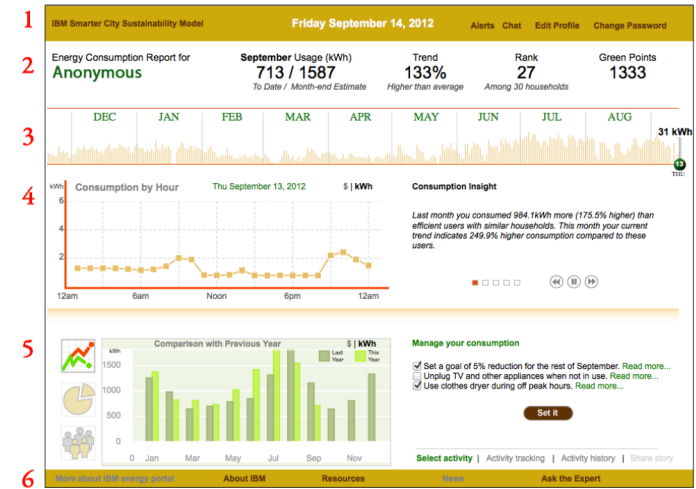 1 IBM Smarter City Sustainability Model Friday September 14, 2012 Alerts Chat Edit Profile Change Password
2 Energy Consumption Report for September Usage (kWh) Trend Rank Green Points
Anonymous 713 / 1587 133% 27 1333
To Date / Month-end Estimate Higher than average Among 30 households
DEC JAN FEB MAR APR MAY JUN JUL AUG
3 31 kWh
13
THU
4 kWh Consumption by Hour Thu September 13, 2012 $ | kWh Consumption Insight
6
4
2
Last month you consumed 984.1kWh more (175.5% higher) than
efficient users with similar households. This month your current
trend indicates 249.9% higher consumption compared to these
users.
12am 6am Noon 6pm 12am
5 Comparison with Previous Year $ | kWh Manage your consumption
kWh Last Year This Year
1500
1000
500
0
0 Jan Mar May Jul Sep Nov
Set a goal of 5% reduction for the rest of September. Read more...
Unplug TV and other appliances when not in use. Read more...
Use clothes dryer during off peak hours. Read more...
Set it
Select activity | Activity tracking | Activity history | Share story
6 More about IBM energy portal About IBM Resources News Ask the Expert